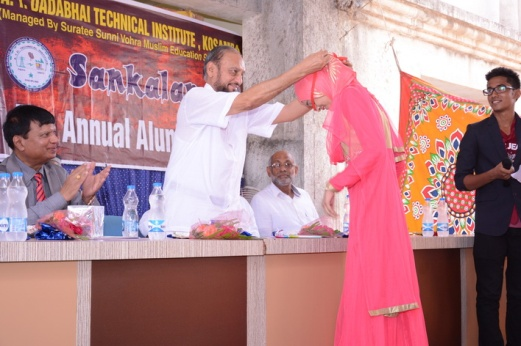 DADABHAI TECHNICAL INSTITUTE, KOSAMBA
(Managed By Suratee Sunni Vohra Muslim Education
Sankalan
Annual Alum